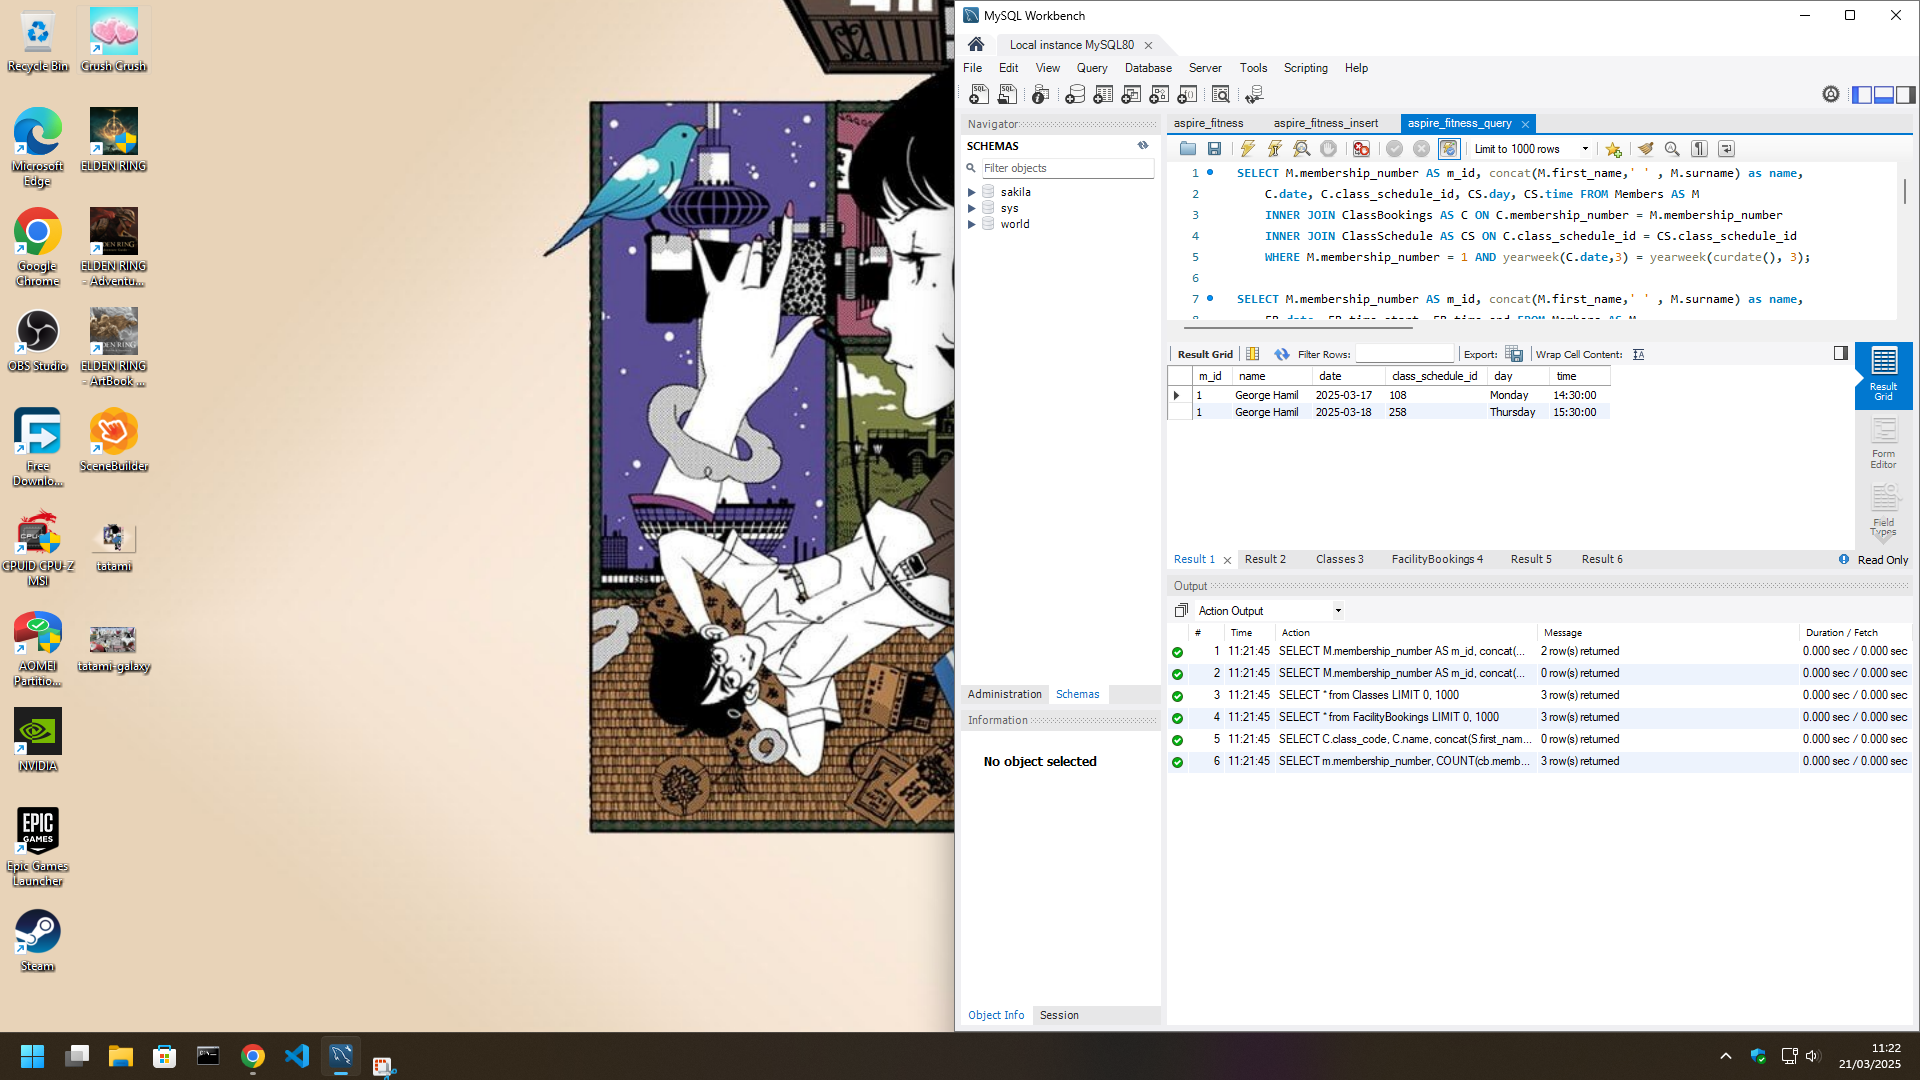 Recycle Bin
Crush Crush
Microsoft Edge
ELDEN RING
Google Chrome
ELDEN RING - Adventu...
OBS Studio
ELDEN RING - ArtBook ...
Free Downlo...
SceneBuilder
CPUID CPU-Z MSI
tatami
AOMEI Partitio...
tatami-galaxy
NVIDIA
Epic Games Launcher
Steam
MySQL Workbench
Local instance MySQL80
File Edit View Query Database Server Tools Scripting Help
Navigator
SCHEMAS
Filter objects
sakila
sys
world
Administration Schemas
Information
No object selected
Object Info Session
aspire_fitness aspire_fitness_insert aspire_fitness_query
Limit to 1000 rows
1 SELECT M.membership_number AS m_id, concat(M.first_name,' ' , M.surname) as name,
2 C.date, C.class_schedule_id, CS.day, CS.time FROM Members AS M
3 INNER JOIN ClassBookings AS C ON C.membership_number = M.membership_number
4 INNER JOIN ClassSchedule AS CS ON C.class_schedule_id = CS.class_schedule_id
5 WHERE M.membership_number = 1 AND yearweek(C.date,3) = yearweek(curdate(), 3);
6
7 SELECT M.membership_number AS m_id, concat(M.first_name,' ' , M.surname) as name,
Result Grid Filter Rows: Export: Wrap Cell Content:
m_id name date class_schedule_id day time
1 George Hamil 2025-03-17 108 Monday 14:30:00
1 George Hamil 2025-03-18 258 Thursday 15:30:00
Result Grid
Form Editor
Field Types
Result 1 Result 2 Classes 3 FacilityBookings 4 Result 5 Result 6 Read Only
Output
Action Output
# Time Action Message Duration / Fetch
1 11:21:45 SELECT M.membership_number AS m_id, concat(... 2 row(s) returned 0.000 sec / 0.000 sec
2 11:21:45 SELECT M.membership_number AS m_id, concat(... 0 row(s) returned 0.000 sec / 0.000 sec
3 11:21:45 SELECT * from Classes LIMIT 0, 1000 3 row(s) returned 0.000 sec / 0.000 sec
4 11:21:45 SELECT * from FacilityBookings LIMIT 0, 1000 3 row(s) returned 0.000 sec / 0.000 sec
5 11:21:45 SELECT C.class_code, C.name, concat(S.first_nam... 0 row(s) returned 0.000 sec / 0.000 sec
6 11:21:45 SELECT m.membership_number, COUNT(cb.memb... 3 row(s) returned 0.000 sec / 0.000 sec
11:22
21/03/2025